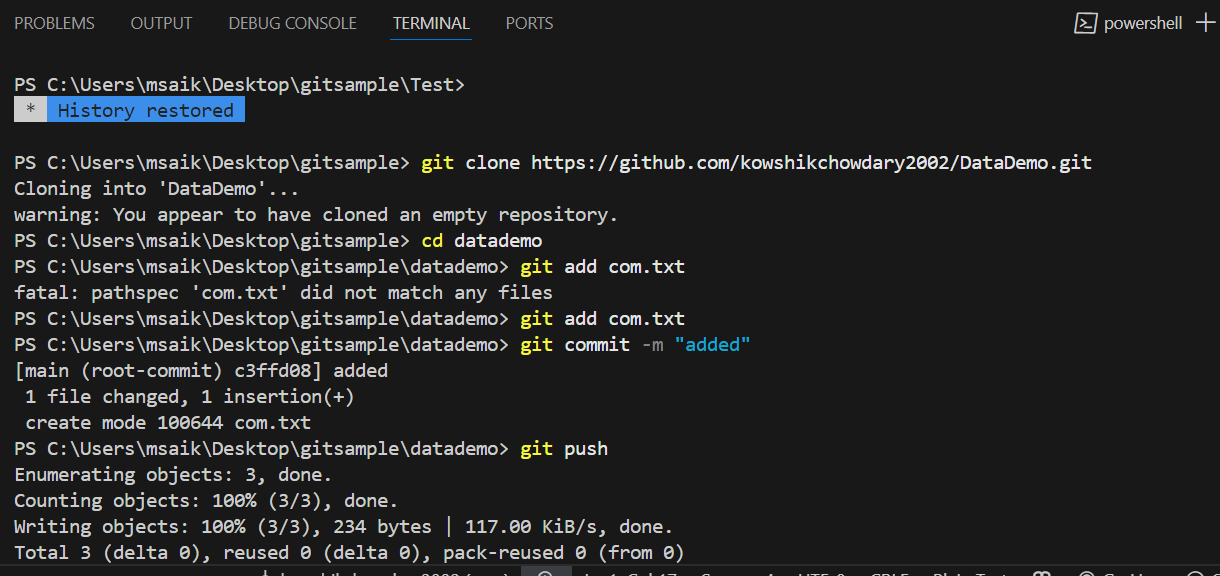 PROBLEMS OUTPUT DEBUG CONSOLE TERMINAL PORTS powershell
PS C:\Users\msaik\Desktop\gitsample\Test>
* History restored
PS C:\Users\msaik\Desktop\gitsample> git clone https://github.com/kowshikchowdary2002/DataDemo.git
Cloning into 'DataDemo'...
warning: You appear to have cloned an empty repository.
PS C:\Users\msaik\Desktop\gitsample> cd datademo
PS C:\Users\msaik\Desktop\gitsample\datademo> git add com.txt
fatal: pathspec 'com.txt' did not match any files
PS C:\Users\msaik\Desktop\gitsample\datademo> git add com.txt
PS C:\Users\msaik\Desktop\gitsample\datademo> git commit -m "added"
[main (root-commit) c3ffd08] added
1 file changed, 1 insertion(+)
create mode 100644 com.txt
PS C:\Users\msaik\Desktop\gitsample\datademo> git push
Enumerating objects: 3, done.
Counting objects: 100% (3/3), done.
Writing objects: 100% (3/3), 234 bytes | 117.00 KiB/s, done.
Total 3 (delta 0), reused 0 (delta 0), pack-reused 0 (from 0)